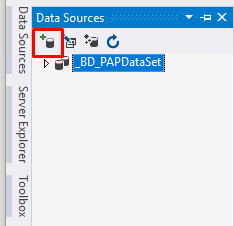 Data Sources
Server Explorer
Toolbox
Data Sources
_BD_PAPDataSet